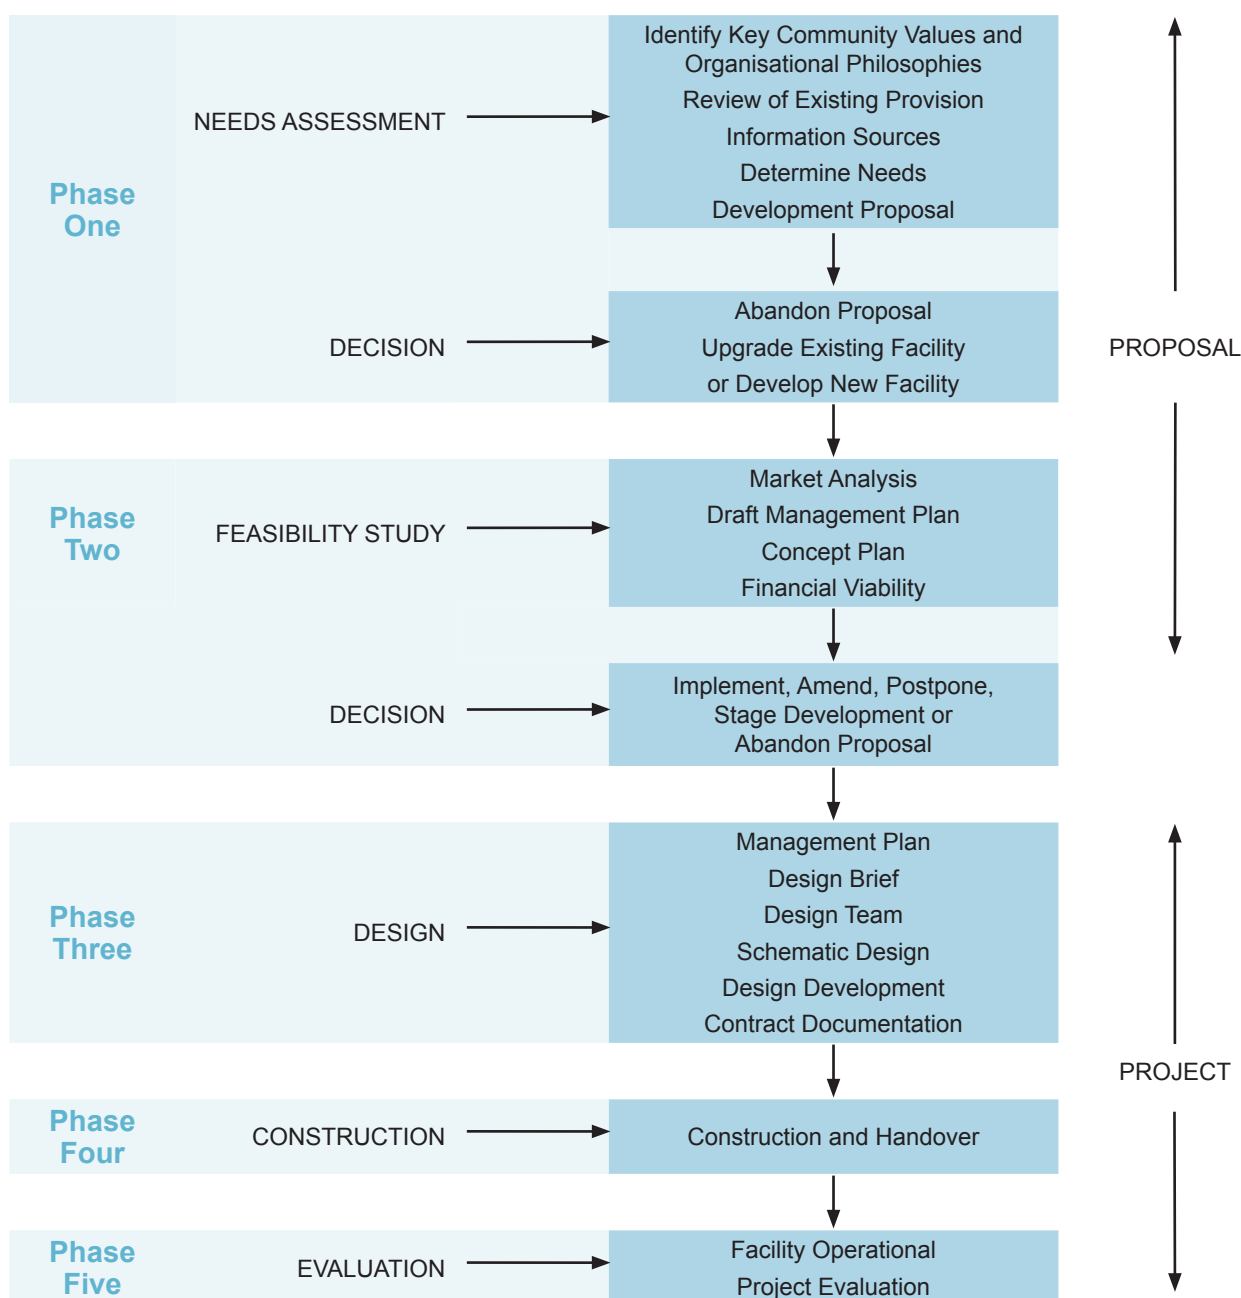 Phase
One
NEEDS ASSESSMENT
Identify Key Community Values and
Organisational Philosophies
Review of Existing Provision
Information Sources
Determine Needs
Development Proposal
DECISION
Abandon Proposal
Upgrade Existing Facility
or Develop New Facility
PROPOSAL
Phase
Two
FEASIBILITY STUDY
Market Analysis
Draft Management Plan
Concept Plan
Financial Viability
DECISION
Implement, Amend, Postpone,
Stage Development or
Abandon Proposal
Phase
Three
DESIGN
Management Plan
Design Brief
Design Team
Schematic Design
Design Development
Contract Documentation
PROJECT
Phase
Four
CONSTRUCTION
Construction and Handover
Phase
Five
EVALUATION
Facility Operational
Project Evaluation